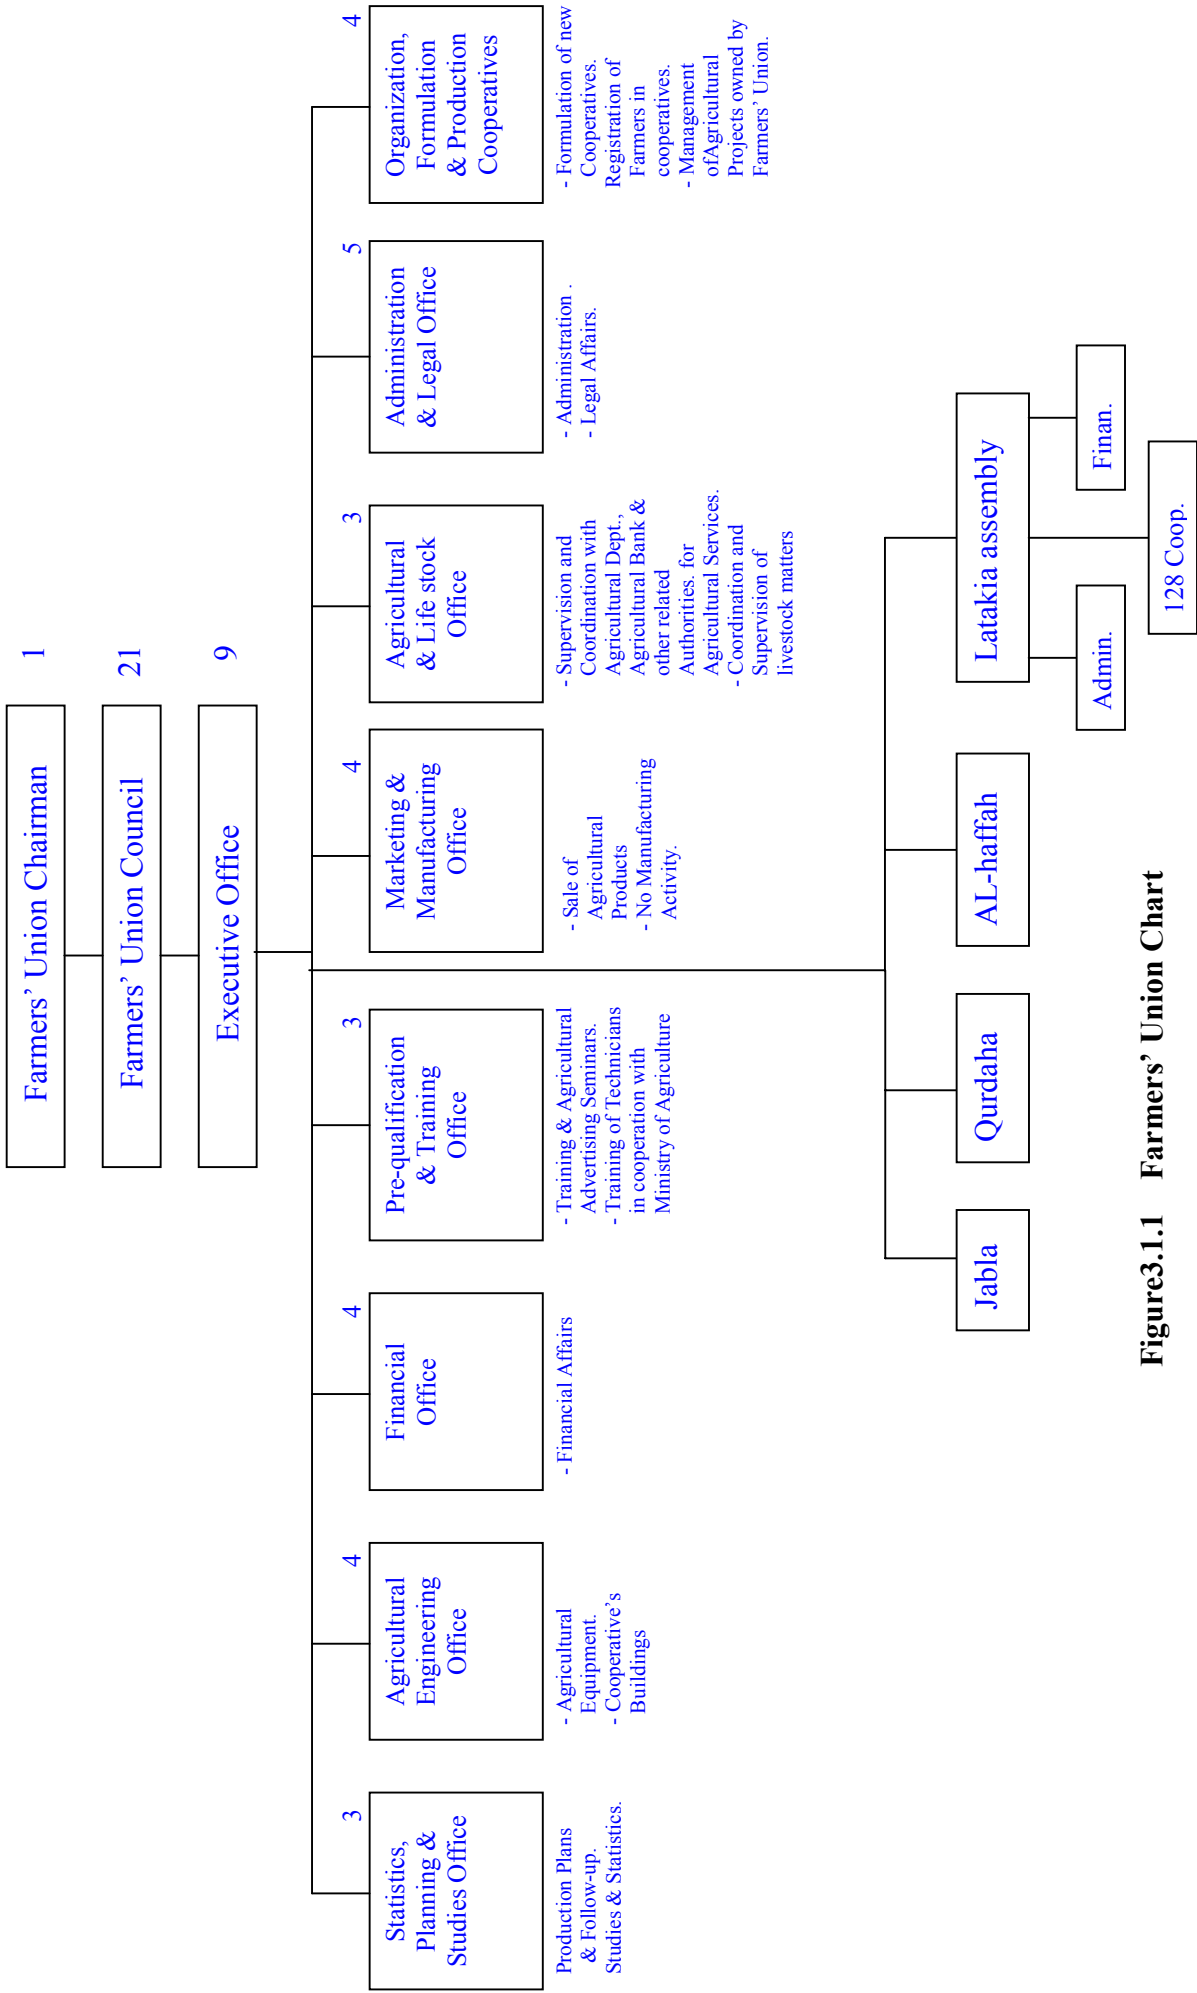 Farmers’ Union Chairman
1
Farmers’ Union Council
21
Executive Office
9
3
Statistics,
Planning &
Studies Office
Production Plans
& Follow-up.
Studies & Statistics.
4
Agricultural
Engineering
Office
- Agricultural
Equipment.
- Cooperative’s
Buildings
4
Financial
Office
- Financial Affairs
3
Pre-qualification
& Training
Office
- Training & Agricultural
Advertising Seminars.
- Training of Technicians
in cooperation with
Ministry of Agriculture
4
Marketing &
Manufacturing
Office
- Sale of
Agricultural
Products
- No Manufacturing
Activity.
3
Agricultural
& Life stock
Office
- Supervision and
Coordination with
Agricultural Dept.,
Agricultural Bank &
other related
Authorities. for
Agricultural Services.
- Coordination and
Supervision of
livestock matters
5
Administration
& Legal Office
- Administration .
- Legal Affairs.
4
Organization,
Formulation
& Production
Cooperatives
- Formulation of new
Cooperatives.
Registration of
Farmers in
cooperatives.
- Management
ofAgricultural
Projects owned by
Farmers’ Union.
Jabla
Qurdaha
AL-haffah
Latakia assembly
Admin.
Finan.
128 Coop.
Figure3.1.1 Farmers’ Union Chart